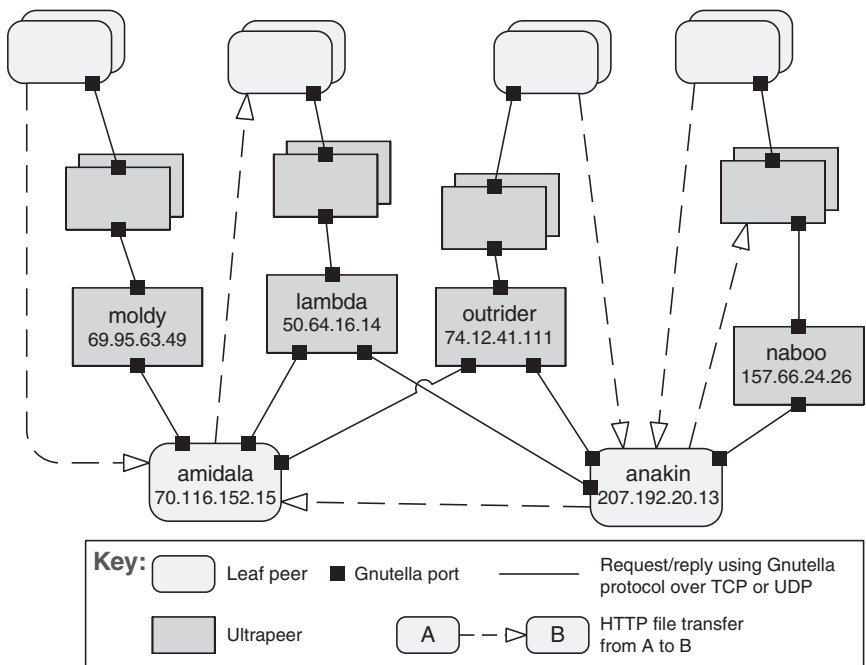 moldy
69.95.63.49
lambda
50.64.16.14
outrider
74.12.41.111
naboo
157.66.24.26
amidala
70.116.152.15
anakin
207.192.20.13
Key:
Leaf peer
Gnutella port
Request/reply using Gnutella
protocol over TCP or UDP
Ultrapeer
A
B
HTTP file transfer
from A to B